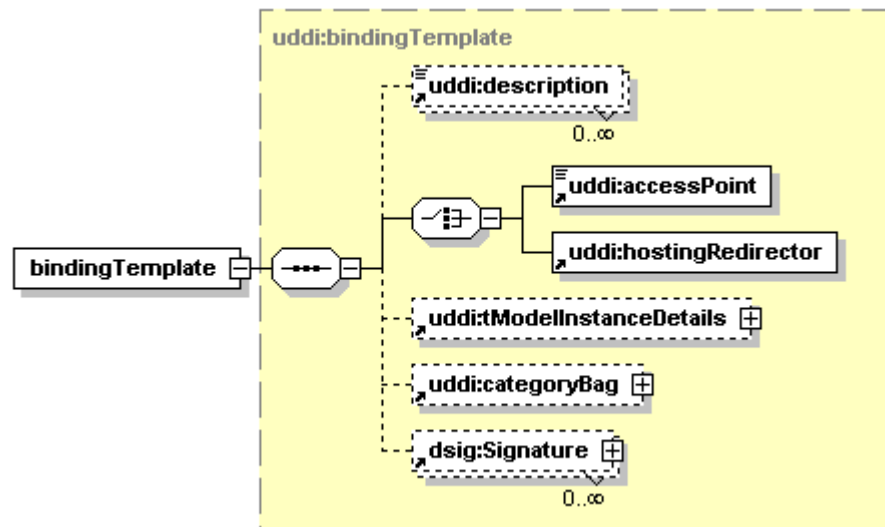 uddi:bindingTemplate
uddi:description
0..∞
uddi:accessPoint
uddi:hostingRedirector
bindingTemplate
uddi:tModelInstanceDetails
uddi:categoryBag
dsig:Signature
0..∞